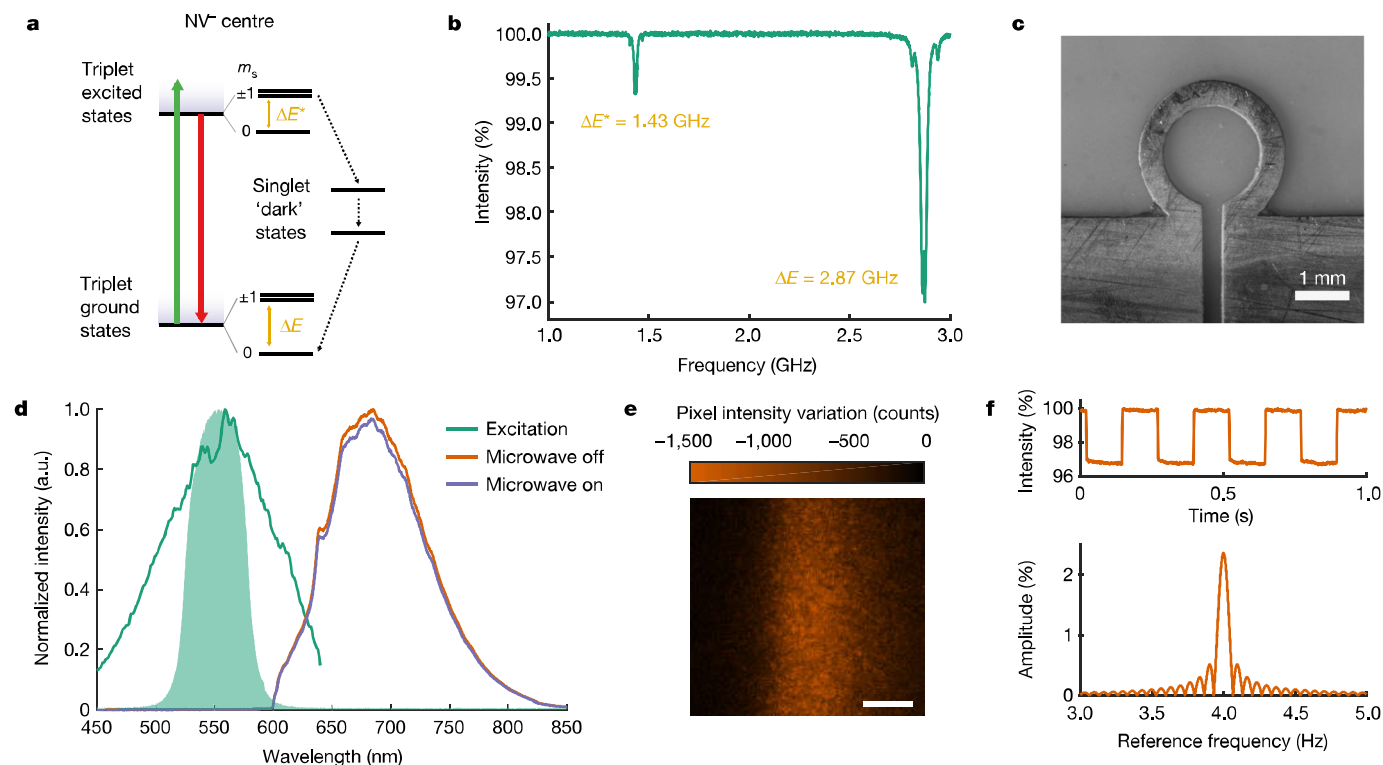 a
NV⁻ centre
Triplet
excited
states
mₛ
±1
ΔE*
0
Singlet
‘dark’
states
Triplet
ground
states
±1
ΔE
0
b
Intensity (%)
100.0
99.5
99.0
98.5
98.0
97.5
97.0
ΔE* = 1.43 GHz
ΔE = 2.87 GHz
1.0 1.5 2.0 2.5 3.0
Frequency (GHz)
c
1 mm
d
Normalized intensity (a.u.)
1.0
0.8
0.6
0.4
0.2
0
Excitation
Microwave off
Microwave on
450 500 550 600 650 700 750 800 850
Wavelength (nm)
e
Pixel intensity variation (counts)
−1,500 −1,000 −500 0
f
Intensity (%)
100
98
96
0 0.5 1.0
Time (s)
Amplitude (%)
2
1
0
3.0 3.5 4.0 4.5 5.0
Reference frequency (Hz)